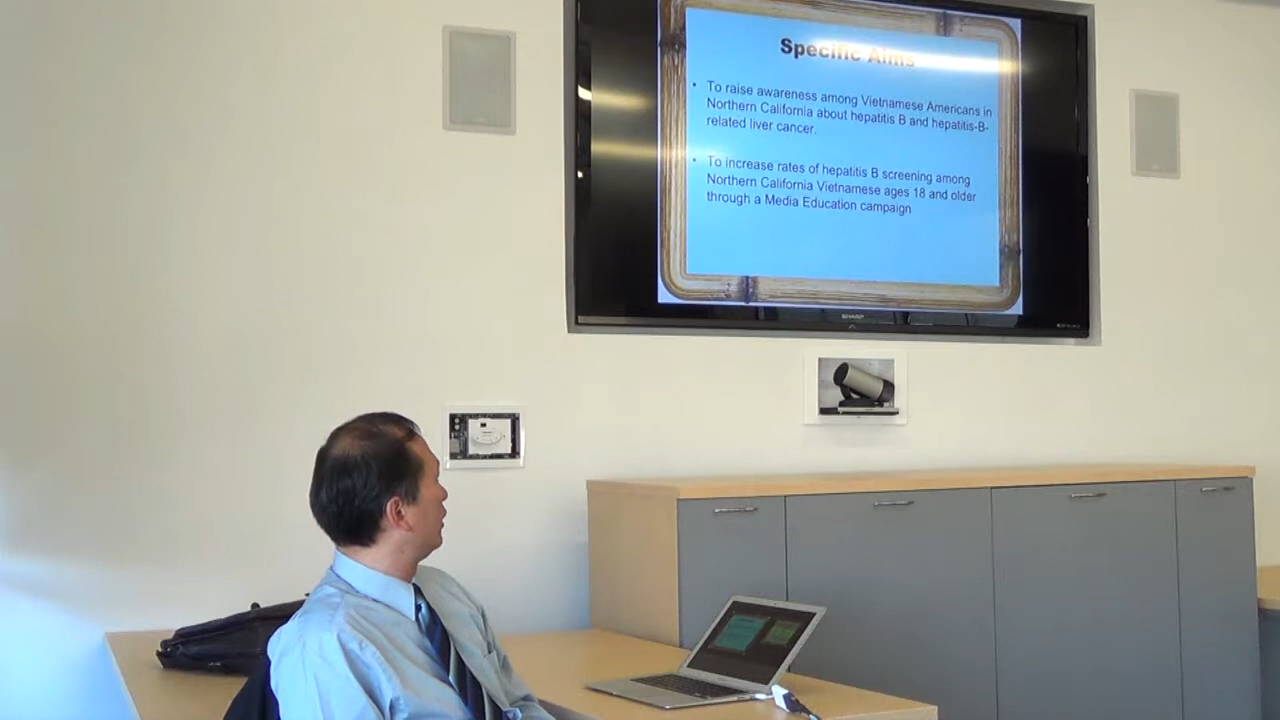 Specific Aims
• To raise awareness among Vietnamese Americans in
Northern California about hepatitis B and hepatitis-B-
related liver cancer.
• To increase rates of hepatitis B screening among
Northern California Vietnamese ages 18 and older
through a Media Education campaign
SHARP